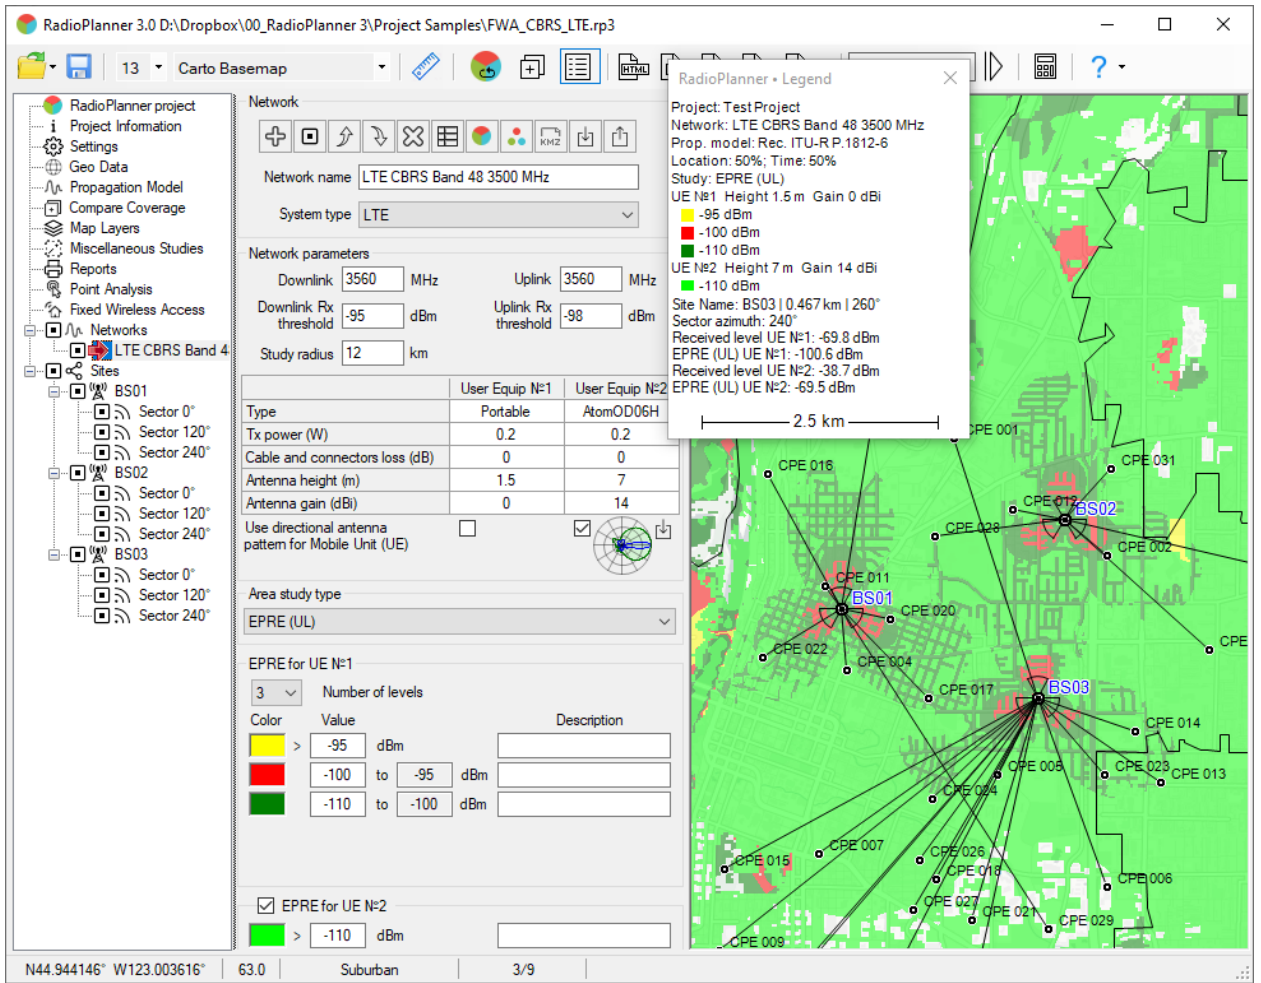 RadioPlanner 3.0 D:\Dropbox\00_RadioPlanner 3\Project Samples\FWA_CBRS_LTE.rp3
13
Carto Basemap
HTML
?
RadioPlanner project
Project Information
Settings
Geo Data
Propagation Model
Compare Coverage
Map Layers
Miscellaneous Studies
Reports
Point Analysis
Fixed Wireless Access
Networks
LTE CBRS Band 4
Sites
BS01
Sector 0°
Sector 120°
Sector 240°
BS02
Sector 0°
Sector 120°
Sector 240°
BS03
Sector 0°
Sector 120°
Sector 240°
Network
KMZ
Network name LTE CBRS Band 48 3500 MHz
System type LTE
Network parameters
Downlink 3560 MHz Uplink 3560 MHz
Downlink Rx threshold -95 dBm Uplink Rx threshold -98 dBm
Study radius 12 km
User Equip №1 User Equip №2
Type Portable AtomOD06H
Tx power (W) 0.2 0.2
Cable and connectors loss (dB) 0 0
Antenna height (m) 1.5 7
Antenna gain (dBi) 0 14
Use directional antenna
pattern for Mobile Unit (UE)
Area study type
EPRE (UL)
EPRE for UE №1
3 Number of levels
Color Value Description
> -95 dBm
-100 to -95 dBm
-110 to -100 dBm
EPRE for UE №2
> -110 dBm
RadioPlanner • Legend
Project: Test Project
Network: LTE CBRS Band 48 3500 MHz
Prop. model: Rec. ITU-R P.1812-6
Location: 50%; Time: 50%
Study: EPRE (UL)
UE №1 Height 1.5 m Gain 0 dBi
-95 dBm
-100 dBm
-110 dBm
UE №2 Height 7 m Gain 14 dBi
-110 dBm
Site Name: BS03 | 0.467 km | 260°
Sector azimuth: 240°
Received level UE №1: -69.8 dBm
EPRE (UL) UE №1: -100.6 dBm
Received level UE №2: -38.7 dBm
EPRE (UL) UE №2: -69.5 dBm
2.5 km
CPE 001
CPE 016
CPE 031
CPE 012
BS02
CPE 028
CPE 002
CPE 011
BS01
CPE 020
CPE
CPE 022
CPE 004
CPE 017
BS03
CPE 014
CPE 005
CPE 023
CPE 013
CPE 024
CPE 007
CPE 026
CPE 015
CPE 018
CPE 006
CPE 027
CPE 021
CPE 029
CPE 009
N44.944146° W123.003616° 63.0 Suburban 3/9